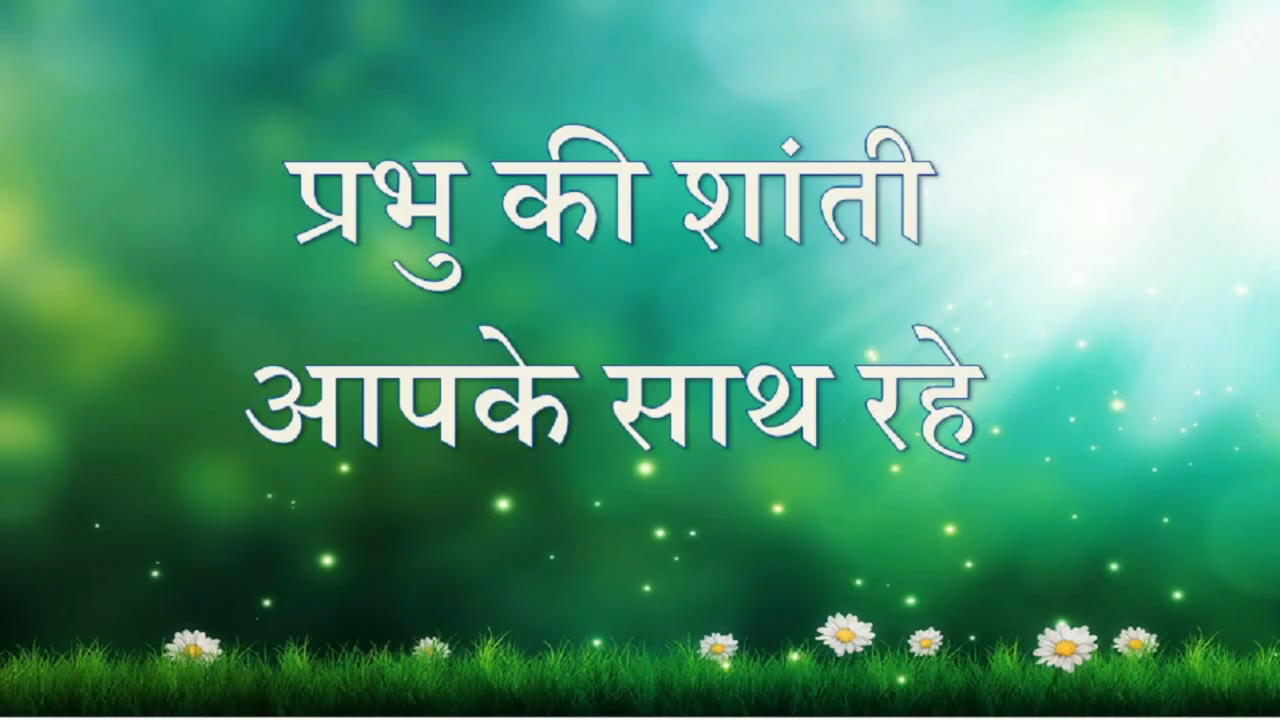 प्रभु की शांती
आपके साथ रहे